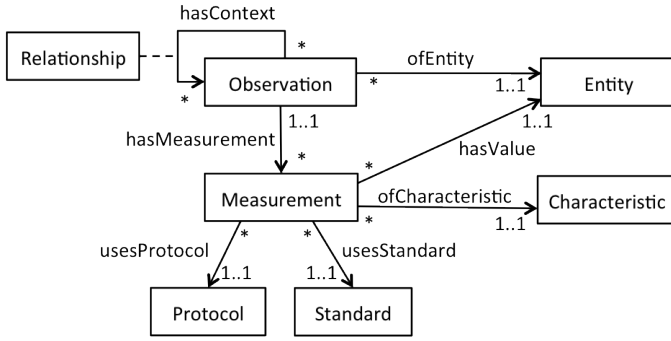 hasContext
Relationship
*
ofEntity
*
Observation
*
1..1
Entity
1..1
1..1
hasMeasurement
*
*
hasValue
Measurement
ofCharacteristic
*
1..1
Characteristic
usesProtocol
*
*
usesStandard
1..1
1..1
Protocol
Standard